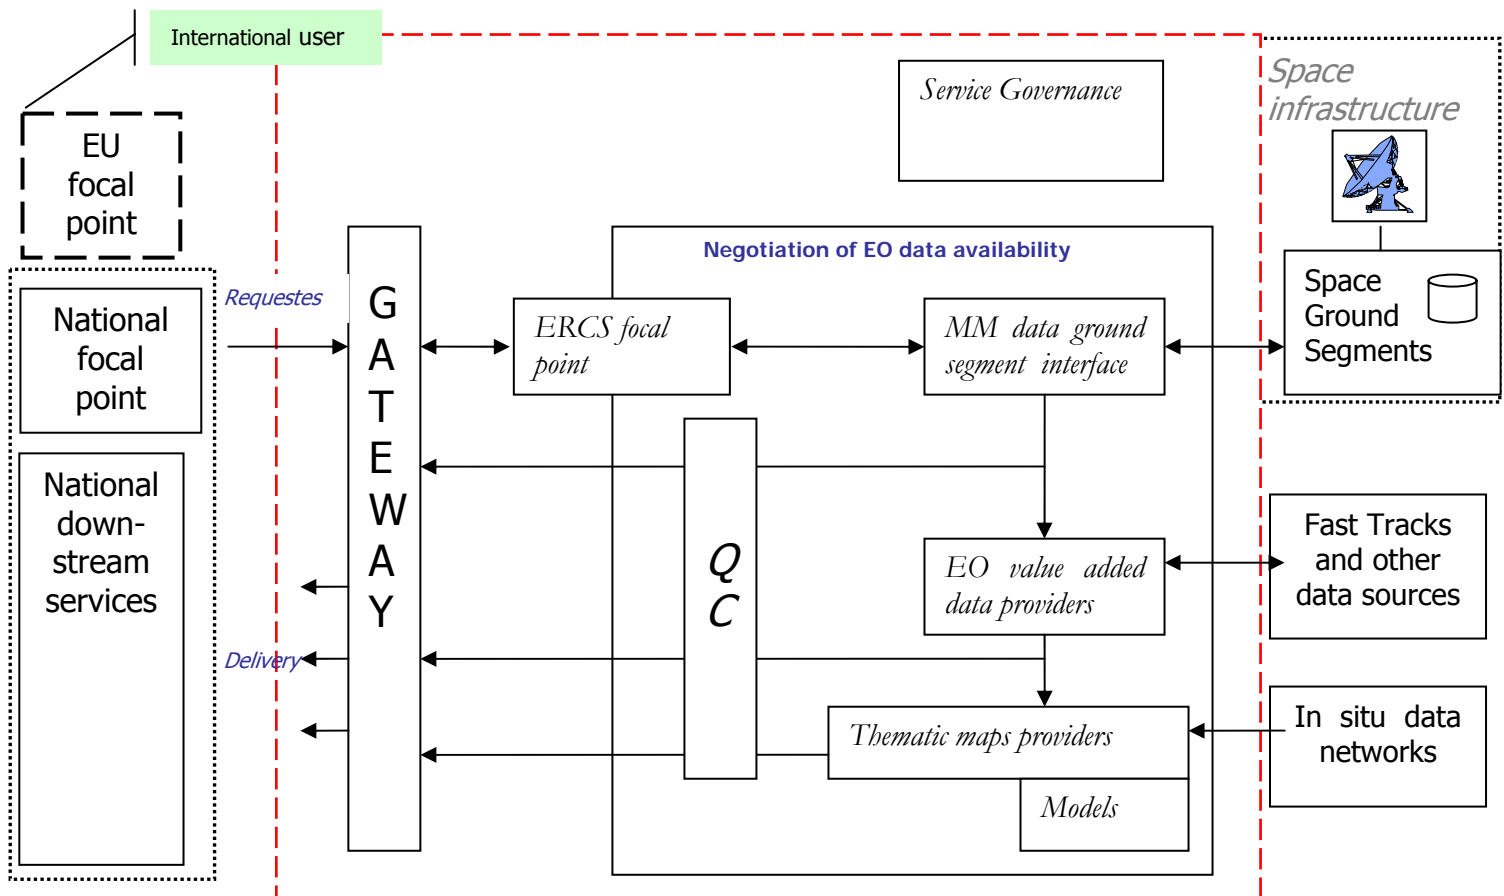 International user
Service Governance
Space
infrastructure
EU
focal
point
Negotiation of EO data availability
Requestes
National
focal
point
G
A
T
E
W
A
Y
ERCS focal
point
MM data ground
segment interface
Space
Ground
Segments
National
down-
stream
services
Q
C
EO value added
data providers
Fast Tracks
and other
data sources
Delivery
Thematic maps providers
In situ data
networks
Models